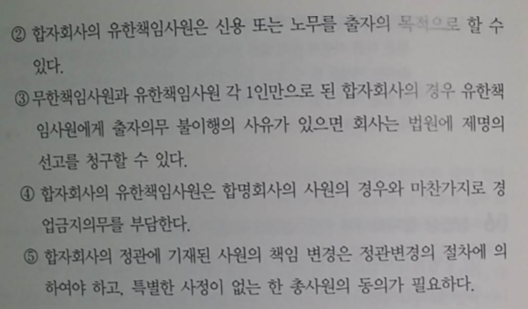 ② 합자회사의 유한책임사원은 신용 또는 노무를 출자의 목적으로 할 수
있다.
③ 무한책임사원과 유한책임사원 각 1인만으로 된 합자회사의 경우 유한책
임사원에게 출자의무 불이행의 사유가 있으면 회사는 법원에 제명의
선고를 청구할 수 있다.
④ 합자회사의 유한책임사원은 합명회사의 사원의 경우와 마찬가지로 경
업금지의무를 부담한다.
⑤ 합자회사의 정관에 기재된 사원의 책임 변경은 정관변경의 절차에 의
하여야 하고, 특별한 사정이 없는 한 총사원의 동의가 필요하다.